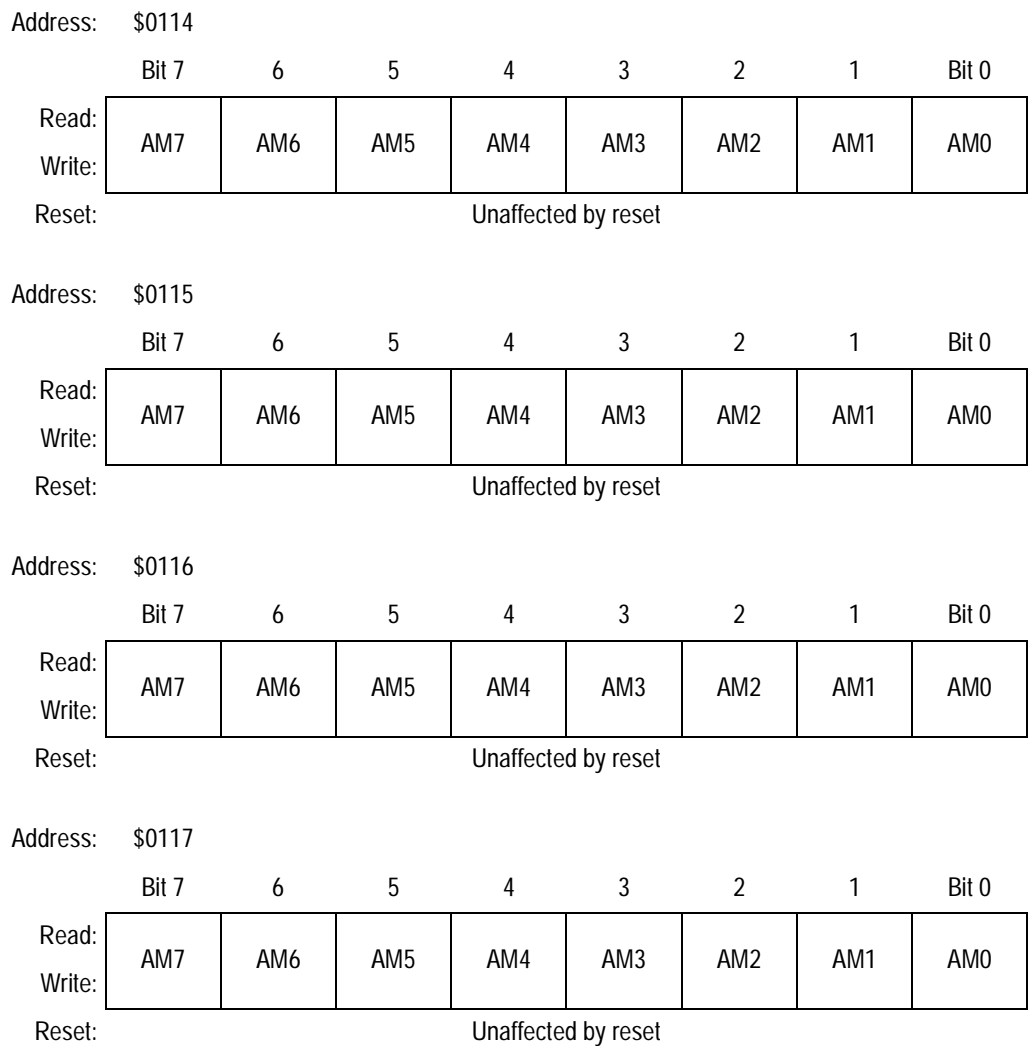 Address: $0114
Bit 7 6 5 4 3 2 1 Bit 0
Read:
AM7 AM6 AM5 AM4 AM3 AM2 AM1 AM0
Write:
Reset: Unaffected by reset
Address: $0115
Bit 7 6 5 4 3 2 1 Bit 0
Read:
AM7 AM6 AM5 AM4 AM3 AM2 AM1 AM0
Write:
Reset: Unaffected by reset
Address: $0116
Bit 7 6 5 4 3 2 1 Bit 0
Read:
AM7 AM6 AM5 AM4 AM3 AM2 AM1 AM0
Write:
Reset: Unaffected by reset
Address: $0117
Bit 7 6 5 4 3 2 1 Bit 0
Read:
AM7 AM6 AM5 AM4 AM3 AM2 AM1 AM0
Write:
Reset: Unaffected by reset